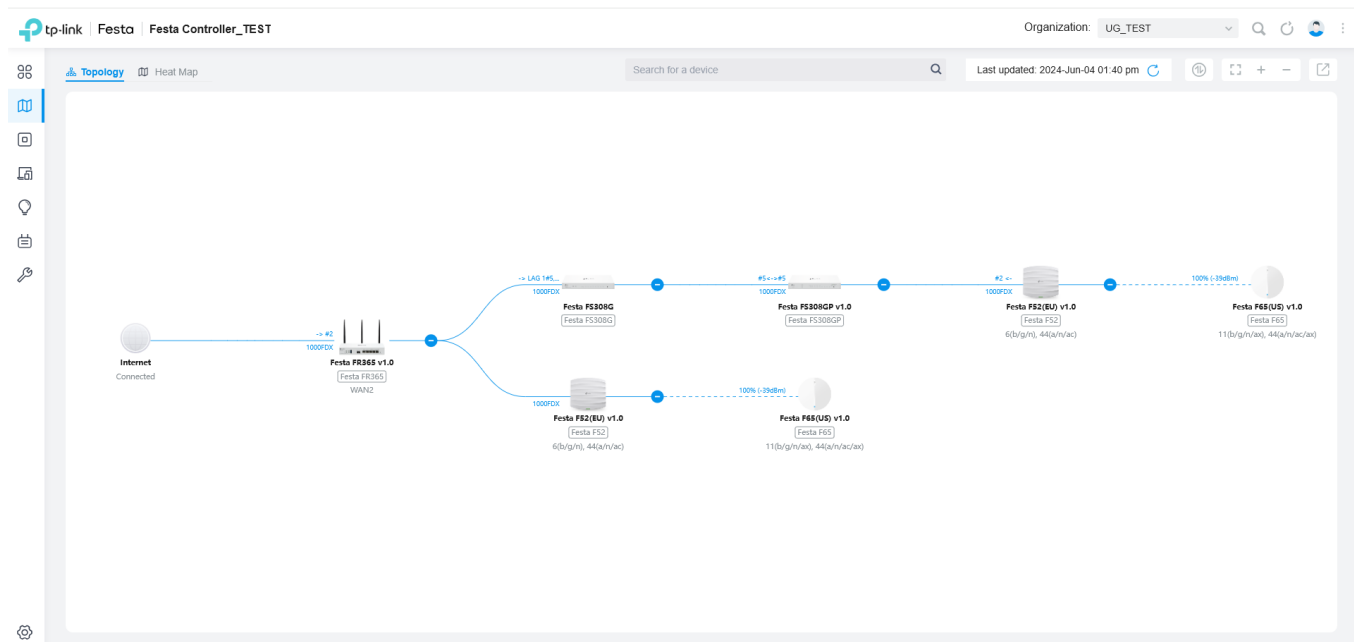 tp-link | Festa | Festa Controller_TEST
Organization: UG_TEST
Topology
Heat Map
Search for a device
Last updated: 2024-Jun-04 01:40 pm
Internet
Connected
-> #2
1000FDX
Festa FR365 v1.0
Festa FR365
WAN2
-> LAG 1#5,...
1000FDX
Festa FS308G
Festa FS308G
#5<->#5
1000FDX
Festa FS308GP v1.0
Festa FS308GP
#2 <-
1000FDX
Festa F52(EU) v1.0
Festa F52
6(b/g/n), 44(a/n/ac)
100% (-39dBm)
Festa F65(US) v1.0
Festa F65
11(b/g/n/ax), 44(a/n/ac/ax)
1000FDX
Festa F52(EU) v1.0
Festa F52
6(b/g/n), 44(a/n/ac)
100% (-39dBm)
Festa F65(US) v1.0
Festa F65
11(b/g/n/ax), 44(a/n/ac/ax)